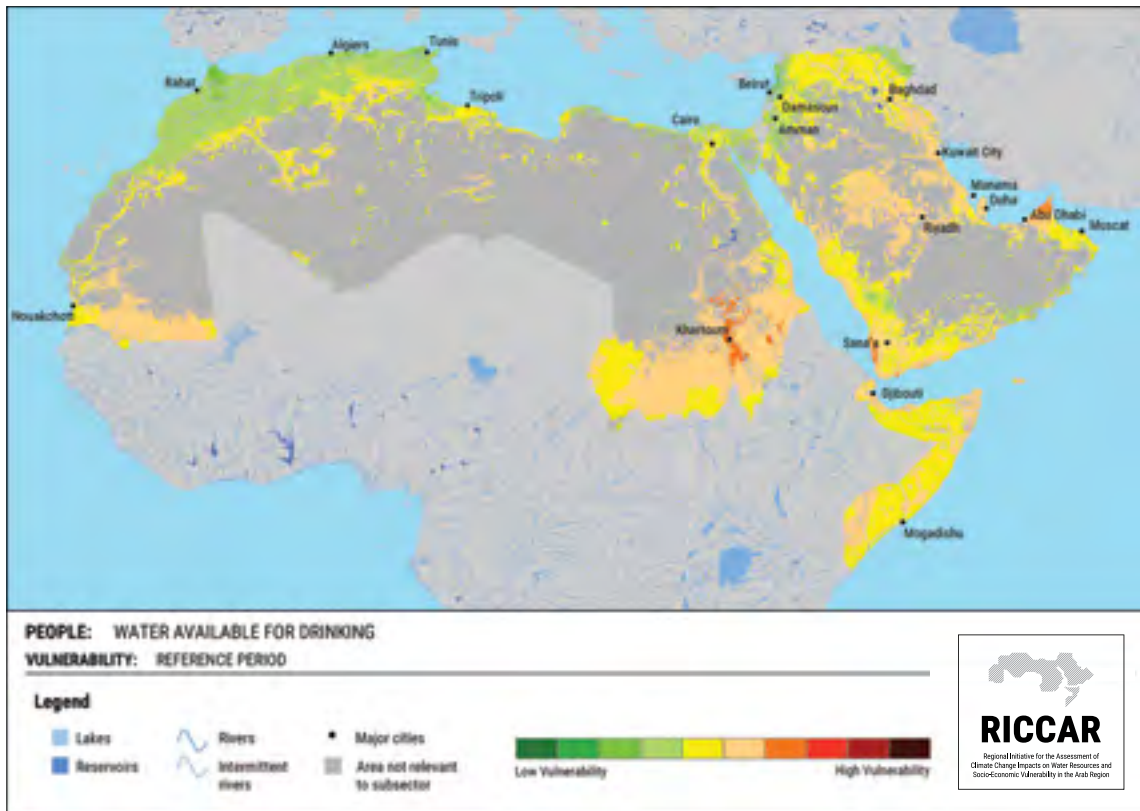 Algiers
Tunis
Rabat
Tripoli
Beirut
Damascus
Amman
Baghdad
Cairo
Kuwait City
Manama
Doha
Abu Dhabi
Riyadh
Moscat
Nouakchott
Khartoum
Sana'a
Djibouti
Mogadishu
PEOPLE: WATER AVAILABLE FOR DRINKING
VULNERABILITY: REFERENCE PERIOD
Legend
Lakes
Rivers
Major cities
Reservoirs
Intermittent
rivers
Area not relevant
to subsector
Low Vulnerability
High Vulnerability
RICCAR
Regional Initiative for the Assessment of
Climate Change Impacts on Water Resources and
Socio-Economic Vulnerability in the Arab Region